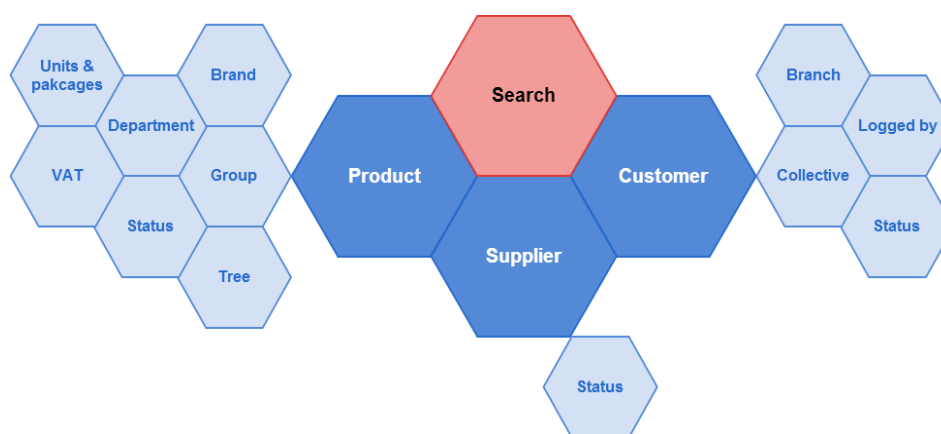 Units &
pakcages
Brand
Department
VAT
Group
Status
Tree
Search
Product
Customer
Supplier
Status
Branch
Logged by
Collective
Status